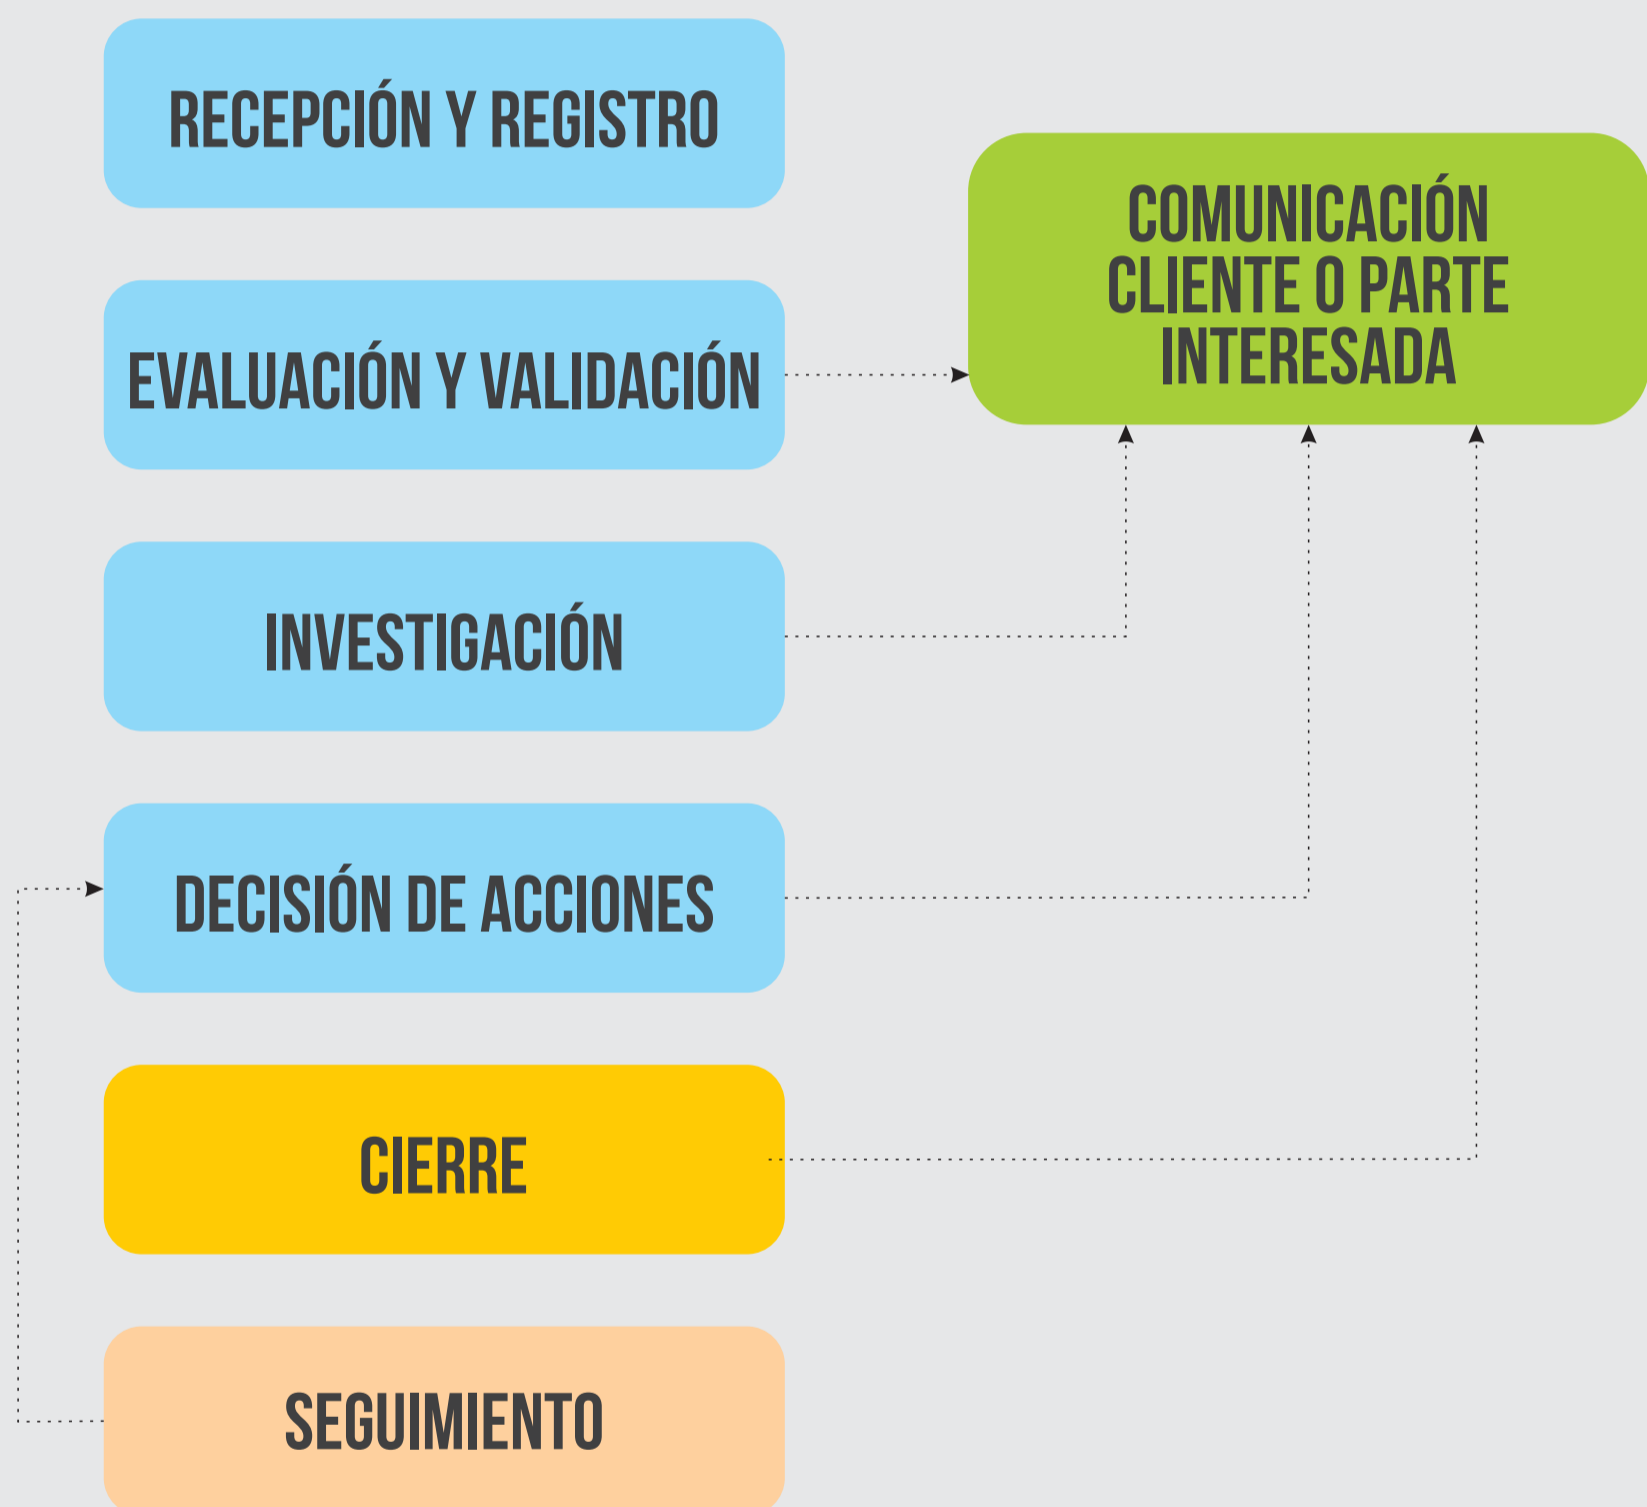 RECEPCIÓN Y REGISTRO
COMUNICACIÓN
CLIENTE O PARTE
INTERESADA
EVALUACIÓN Y VALIDACIÓN
INVESTIGACIÓN
DECISIÓN DE ACCIONES
CIERRE
SEGUIMIENTO